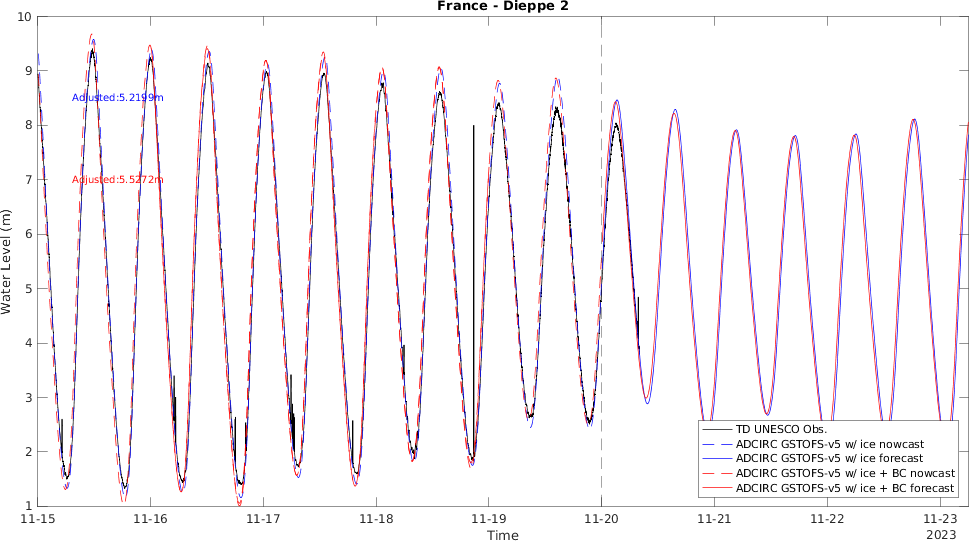 France - Dieppe 2
Water Level (m)
10
9
8
7
6
5
4
3
2
1
Adjusted:5.2199m
Adjusted:5.5272m
TD UNESCO Obs.
ADCIRC GSTOFS-v5 w/ ice nowcast
ADCIRC GSTOFS-v5 w/ ice forecast
ADCIRC GSTOFS-v5 w/ ice + BC nowcast
ADCIRC GSTOFS-v5 w/ ice + BC forecast
11-15 11-16 11-17 11-18 11-19 11-20 11-21 11-22 11-23
Time
2023